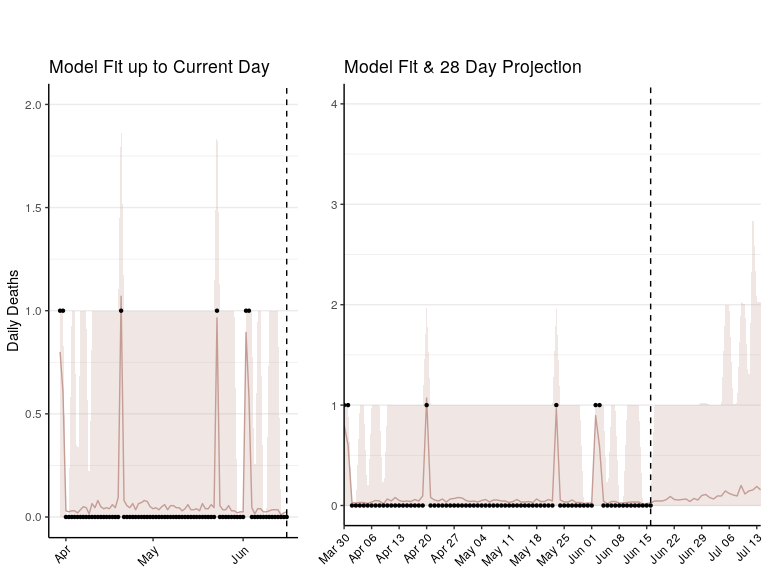 Model Fit up to Current Day
Model Fit & 28 Day Projection
Daily Deaths
2.0
1.5
1.0
0.5
0.0
Apr
May
Jun
4
3
2
1
0
Mar 30
Apr 06
Apr 13
Apr 20
Apr 27
May 04
May 11
May 18
May 25
Jun 01
Jun 08
Jun 15
Jun 22
Jun 29
Jul 06
Jul 13